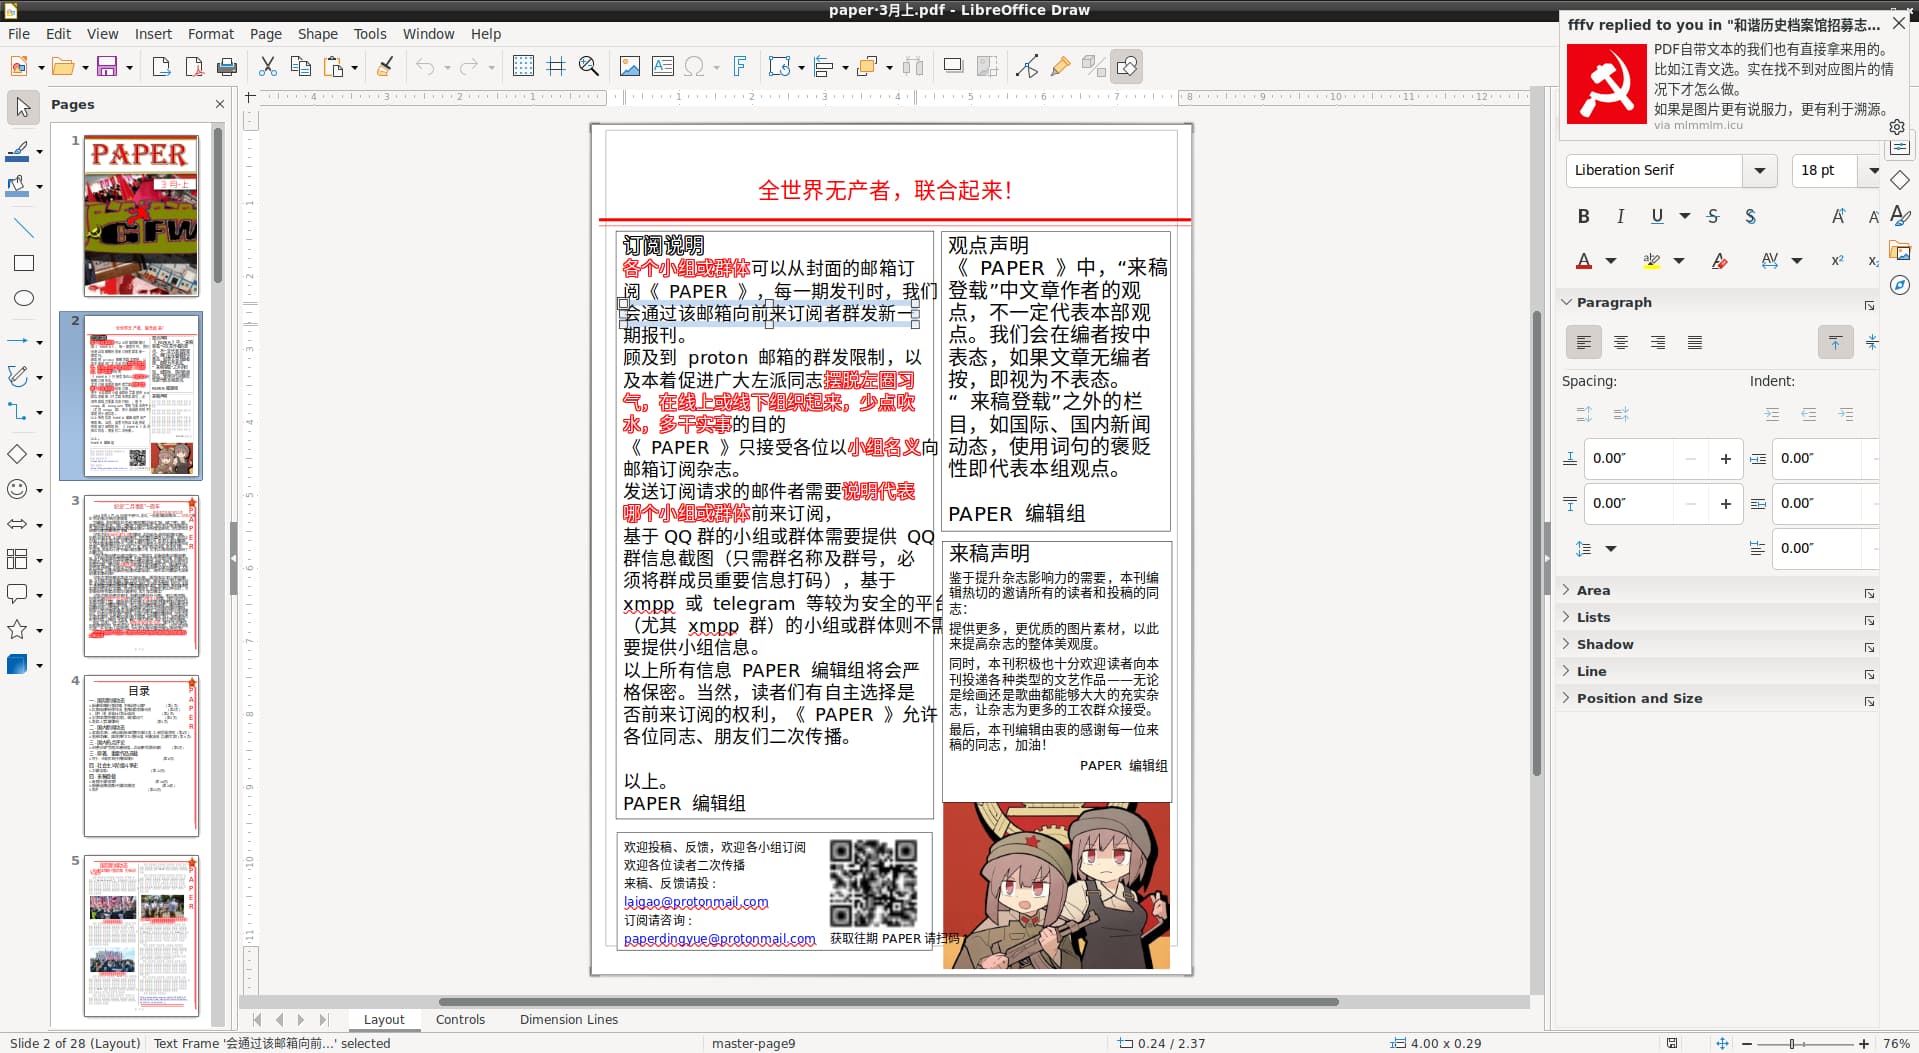 paper·3月上.pdf - LibreOffice Draw
File Edit View Insert Format Page Shape Tools Window Help
fffv replied to you in "和谐历史档案馆招募志...
PDF自带文本的我们也有直接拿来用的。
比如江青文选。实在找不到对应图片的情
况下才怎么做。
如果是图片更有说服力，更有利于溯源。
via mlmmlm.icu
Pages
1
PAPER
3月·上
GFW
2
3
4
目录
5
4 3 2 1 1 2 3 4 5 6 7 8 9 10 11 12
全世界无产者，联合起来！
订阅说明
各个小组或群体可以从封面的邮箱订
阅《 PAPER 》，每一期发刊时，我们
会通过该邮箱向前来订阅者群发新一
期报刊。
顾及到 proton 邮箱的群发限制，以
及本着促进广大左派同志摆脱左圈习
气，在线上或线下组织起来，少点吹
水，多干实事的目的
《 PAPER 》只接受各位以小组名义向
邮箱订阅杂志。
发送订阅请求的邮件者需要说明代表
哪个小组或群体前来订阅，
基于 QQ 群的小组或群体需要提供 QQ
群信息截图（只需群名称及群号，必
须将群成员重要信息打码），基于
xmpp 或 telegram 等较为安全的平台
（尤其 xmpp 群）的小组或群体则不需
要提供小组信息。
以上所有信息 PAPER 编辑组将会严
格保密。当然，读者们有自主选择是
否前来订阅的权利，《 PAPER 》允许
各位同志、朋友们二次传播。
以上。
PAPER 编辑组
观点声明
《 PAPER 》中，“来稿
登载”中文章作者的观
点，不一定代表本部观
点。我们会在编者按中
表态，如果文章无编者
按，即视为不表态。
“ 来稿登载”之外的栏
目，如国际、国内新闻
动态，使用词句的褒贬
性即代表本组观点。
PAPER 编辑组
来稿声明
鉴于提升杂志影响力的需要，本刊编
辑热切的邀请所有的读者和投稿的同
志：
提供更多，更优质的图片素材，以此
来提高杂志的整体美观度。
同时，本刊积极也十分欢迎读者向本
刊投递各种类型的文艺作品——无论
是绘画还是歌曲都能够大大的充实杂
志，让杂志为更多的工农群众接受。
最后，本刊编辑由衷的感谢每一位来
稿的同志，加油！
PAPER 编辑组
欢迎投稿、反馈，欢迎各小组订阅
欢迎各位读者二次传播
来稿、反馈请投：
laigao@protonmail.com
订阅请咨询：
paperdingyue@protonmail.com
获取往期 PAPER 请扫码
Liberation Serif
18 pt
Paragraph
Spacing: Indent:
0.00″ 0.00″
0.00″ 0.00″
0.00″
Area
Lists
Shadow
Line
Position and Size
Layout Controls Dimension Lines
Slide 2 of 28 (Layout) Text Frame '会通过该邮箱向前...' selected master-page9 0.24 / 2.37 4.00 x 0.29 76%